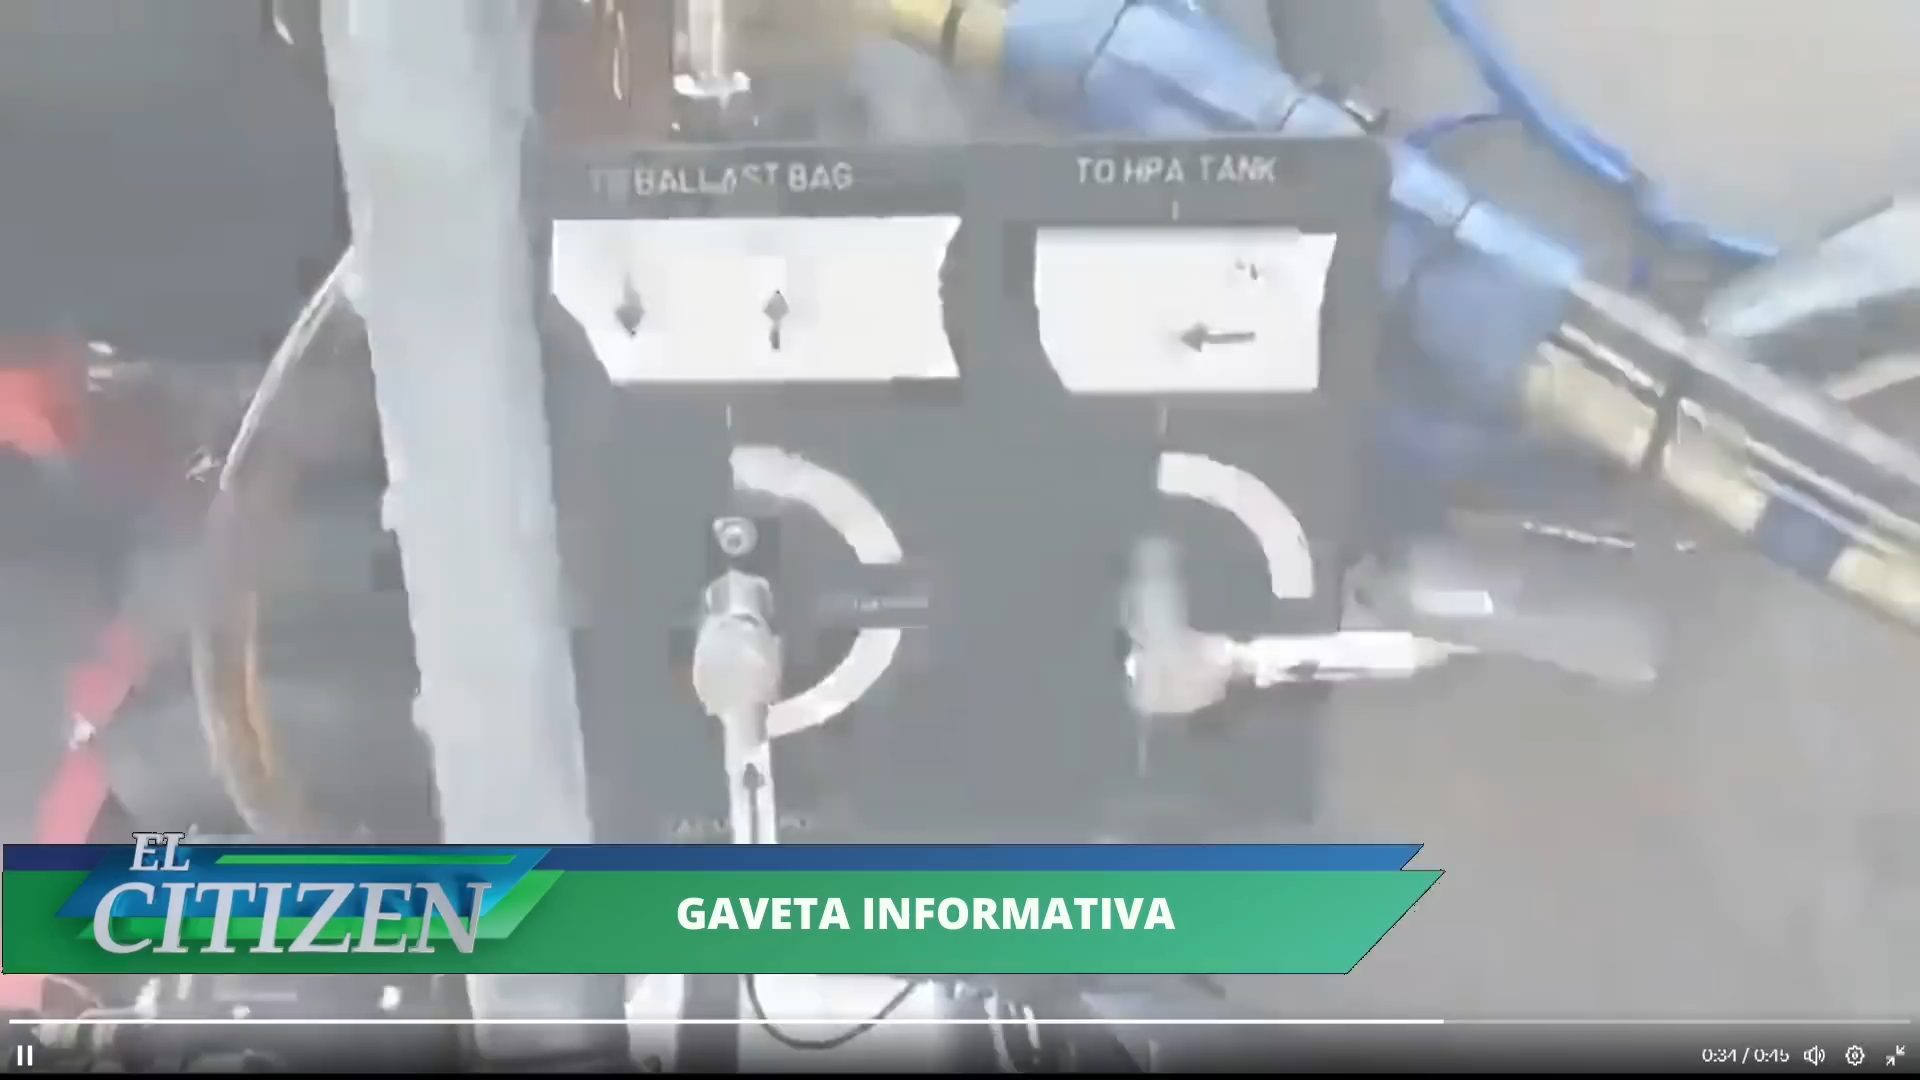 BALLAST BAG
TO HPA TANK
EL
CITIZEN
GAVETA INFORMATIVA
0:34 / 0:45